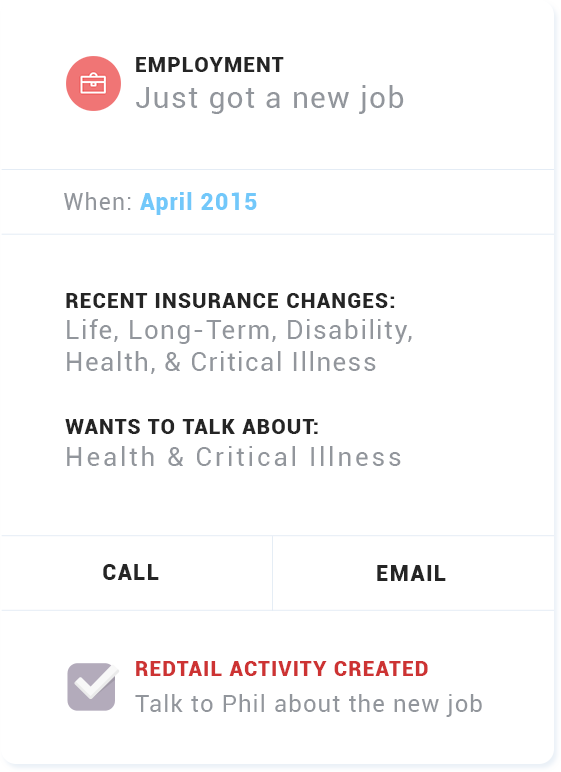 EMPLOYMENT
Just got a new job
When: April 2015
RECENT INSURANCE CHANGES:
Life, Long-Term, Disability,
Health, & Critical Illness
WANTS TO TALK ABOUT:
Health & Critical Illness
CALL
EMAIL
REDTAIL ACTIVITY CREATED
Talk to Phil about the new job